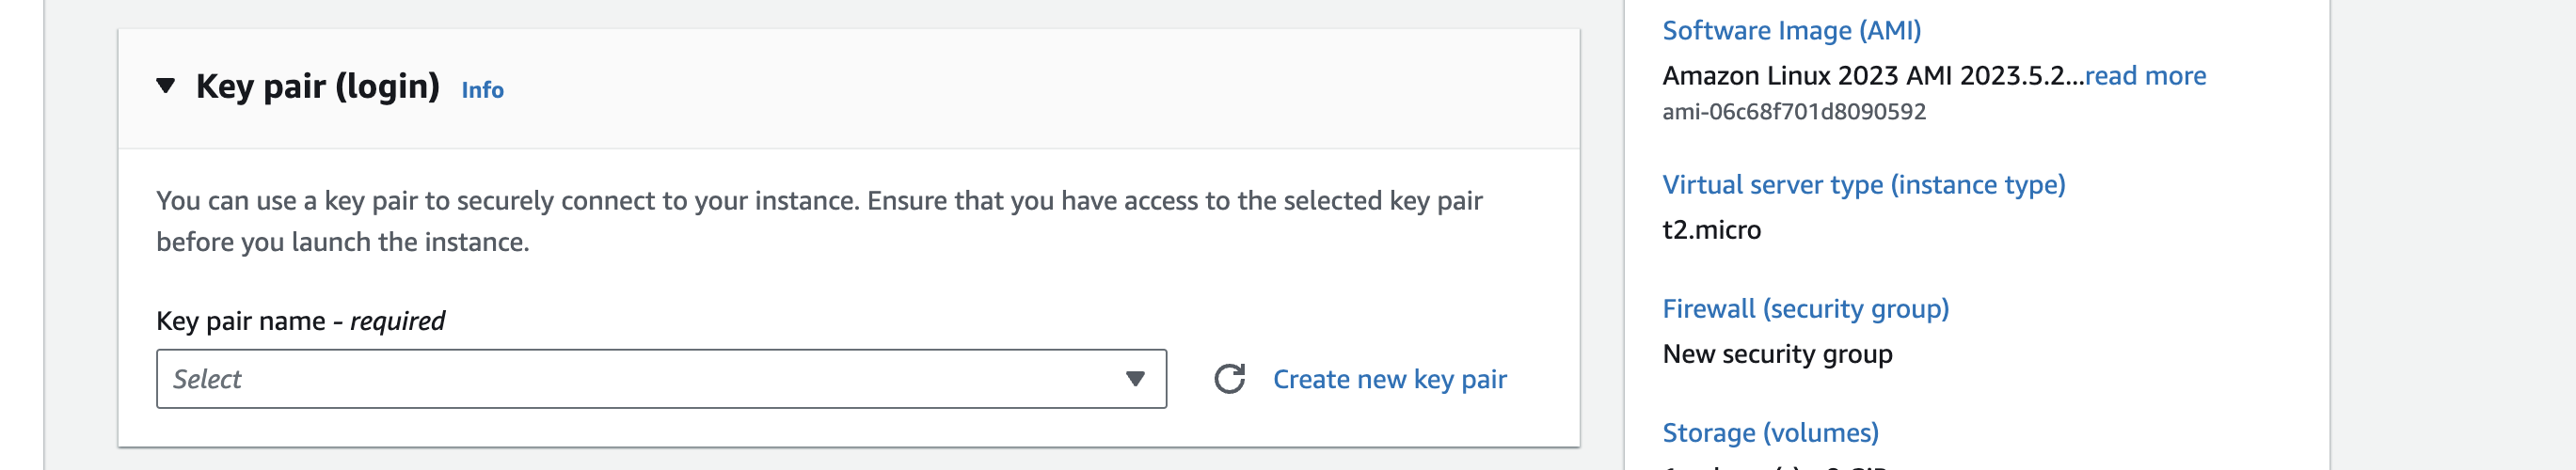 Key pair (login) Info
You can use a key pair to securely connect to your instance. Ensure that you have access to the selected key pair
before you launch the instance.
Key pair name - required
Select
Create new key pair
Software Image (AMI)
Amazon Linux 2023 AMI 2023.5.2...read more
ami-06c68f701d8090592
Virtual server type (instance type)
t2.micro
Firewall (security group)
New security group
Storage (volumes)